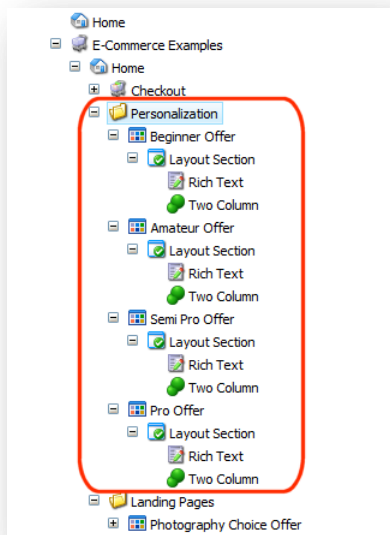 Home
E-Commerce Examples
Home
Checkout
Personalization
Beginner Offer
Layout Section
Rich Text
Two Column
Amateur Offer
Layout Section
Rich Text
Two Column
Semi Pro Offer
Layout Section
Rich Text
Two Column
Pro Offer
Layout Section
Rich Text
Two Column
Landing Pages
Photography Choice Offer